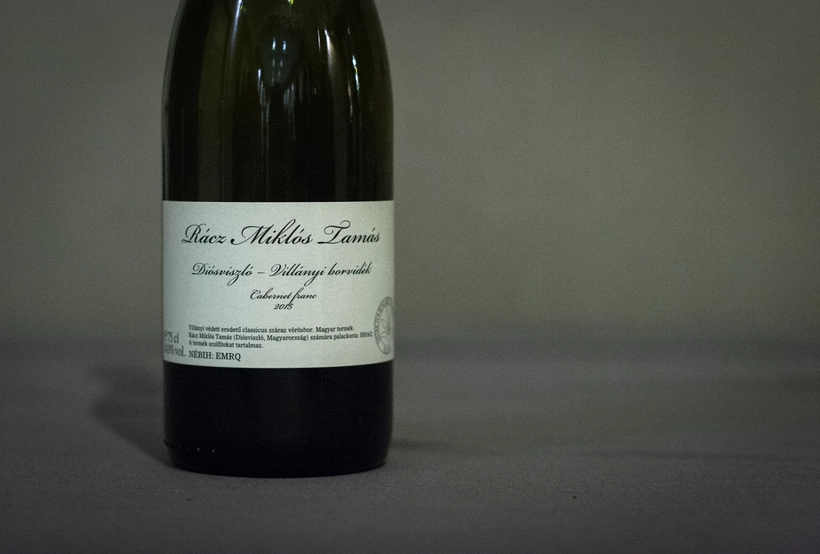 Rácz Miklós Tamás
Diósviszló – Villányi borvidék
Cabernet franc
2015
Villányi védett eredetű classicus száraz vörösbor. Magyar termék.
Rácz Miklós Tamás (Diósviszló, Magyarország) számára palackozta:
A termék szulfitokat tartalmaz.
75 cl
vol. NÉBIH: EMRQ